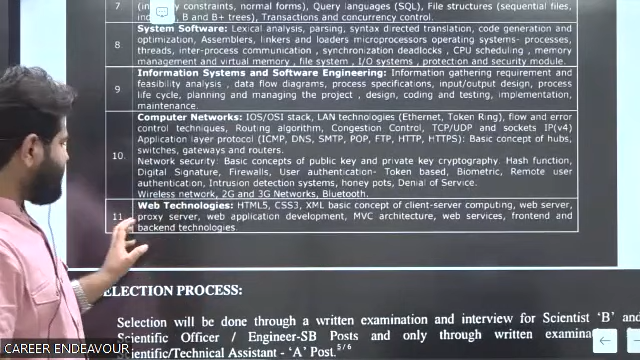 7
(in y constraints, normal forms), Query languages (SQL), File structures (sequential files,
ind , B and B+ trees), Transactions and concurrency control.
8
System Software: Lexical analysis, parsing, syntax directed translation, code generation and
optimization, Assemblers, linkers and loaders microprocessors operating systems- processes,
threads, inter-process communication , synchronization deadlocks , CPU scheduling , memory
management and virtual memory , file system , I/O systems , protection and security module.
9
Information Systems and Software Engineering: Information gathering requirement and
feasibility analysis , data flow diagrams, process specifications, input/output design, process
life cycle, planning and managing the project , design, coding and testing, implementation,
maintenance.
10.
Computer Networks: IOS/OSI stack, LAN technologies (Ethernet, Token Ring), flow and error
control techniques, Routing algorithm, Congestion Control, TCP/UDP and sockets IP(v4)
Application layer protocol (ICMP, DNS, SMTP, POP, FTP, HTTP, HTTPS): Basic concept of hubs,
switches, gateways and routers.
Network security: Basic concepts of public key and private key cryptography. Hash function,
Digital Signature, Firewalls, User authentication- Token based, Biometric, Remote user
authentication, Intrusion detection systems, honey pots, Denial of Service.
Wireless network, 2G and 3G Networks, Bluetooth.
11
Web Technologies: HTML5, CSS3, XML basic concept of client-server computing, web server,
proxy server, web application development, MVC architecture, web services, frontend and
backend technologies.
ELECTION PROCESS:
Selection will be done through a written examination and interview for Scientist 'B' and
Scientific Officer / Engineer-SB Posts and only through written examina
Scientific/Technical Assistant - 'A' Post. 5/6
CAREER ENDEAVOUR